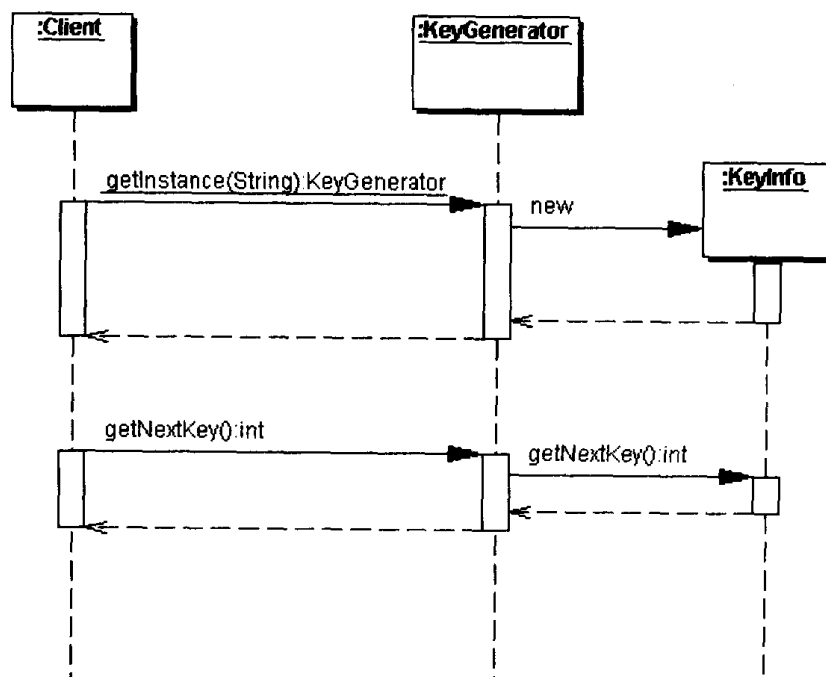 :Client
:KeyGenerator
getInstance(String):KeyGenerator
:KeyInfo
new
getNextKey():int
getNextKey():int